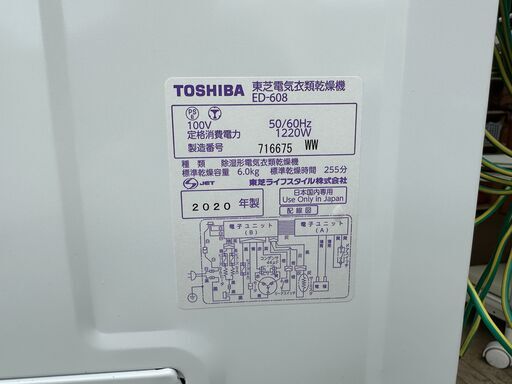 TOSHIBA 東芝電気衣類乾燥機
ED-608
100V 50/60Hz
定格消費電力 1220W
製造番号 716675 WW
種類 除湿形電気衣類乾燥機
標準乾燥容量 6.0kg 標準乾燥時間 255分
JET 東芝ライフスタイル株式会社
2020 年製
日本国内専用
Use Only in Japan
配線図
電子ユニット (B)
電子ユニット (A)
コンデンサ